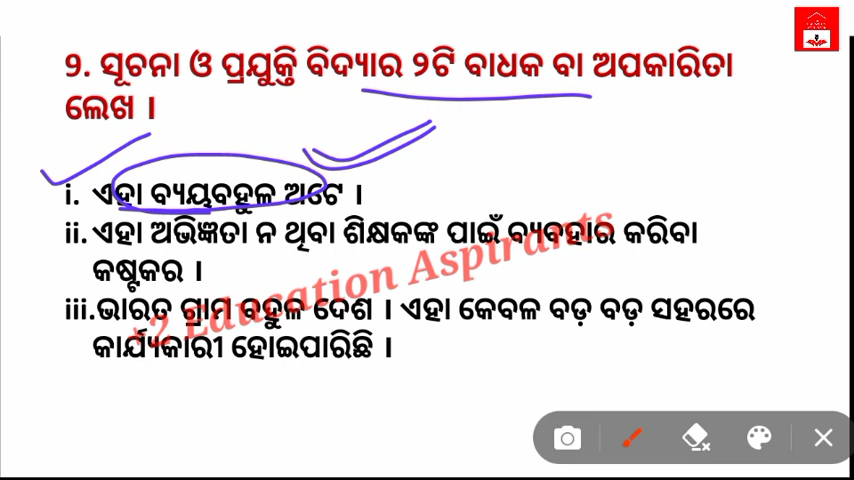 9. ସୂଚନା ଓ ପ୍ରଯୁକ୍ତି ବିଦ୍ୟାର ୨ଟି ବାଧକ ବା ଅପକାରିତା
ଲେଖ ।
i. ଏହା ବ୍ୟୟବହୁଳ ଅଟେ ।
ii. ଏହା ଅଭିଜ୍ଞତା ନ ଥିବା ଶିକ୍ଷକଙ୍କ ପାଇଁ ବ୍ୟବହାର କରିବା
କଷ୍ଟକର ।
iii.ଭାରତ ଗ୍ରାମ ବହୁଳ ଦେଶ । ଏହା କେବଳ ବଡ଼ ବଡ଼ ସହରରେ
କାର୍ଯ୍ୟକାରୀ ହୋଇପାରିଛି ।
+2 Education Aspirants